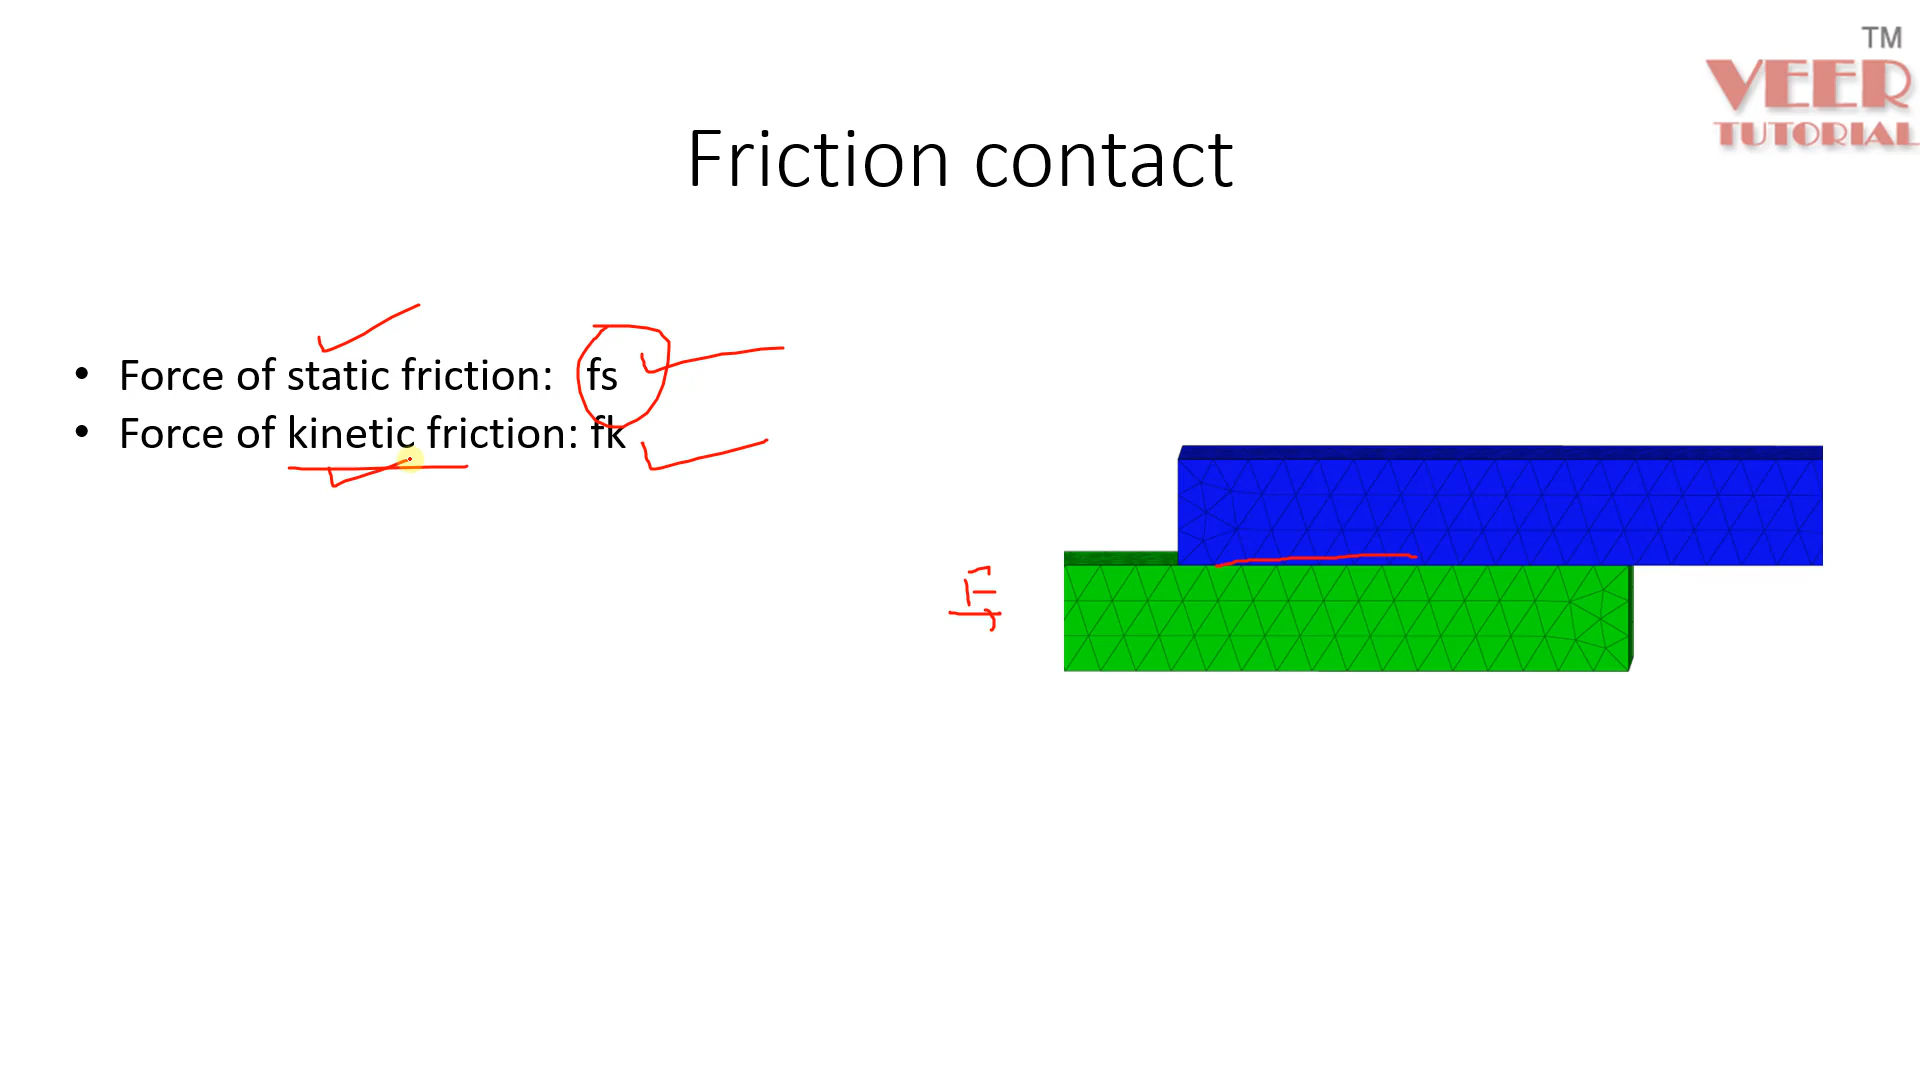 TM
VEER
TUTORIAL
Friction contact
• Force of static friction: fs
• Force of kinetic friction: fk
F